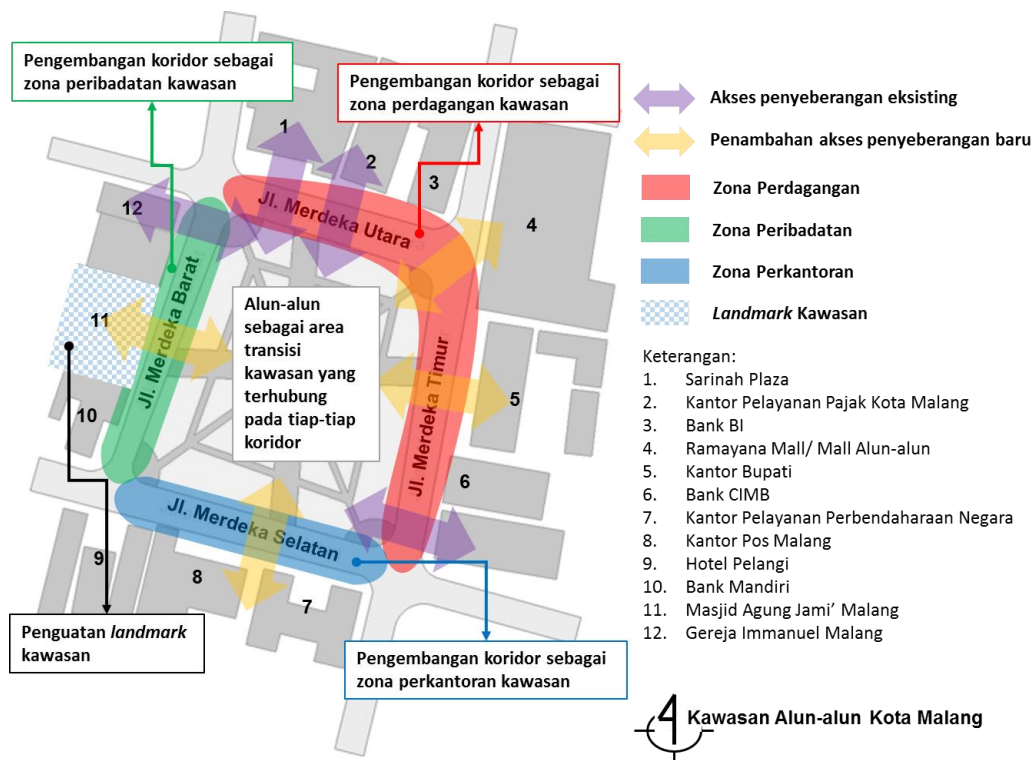 Pengembangan koridor sebagai
zona peribadatan kawasan
Pengembangan koridor sebagai
zona perdagangan kawasan
Akses penyeberangan eksisting
Penambahan akses penyeberangan baru
Zona Perdagangan
Zona Peribadatan
Zona Perkantoran
Landmark Kawasan
1
2
3
4
12
Jl. Merdeka Utara
Jl. Merdeka Barat
11
Alun-alun
sebagai area
transisi
kawasan yang
terhubung
pada tiap-tiap
koridor
Jl. Merdeka Timur
5
10
6
Jl. Merdeka Selatan
9
8
7
Penguatan landmark
kawasan
Pengembangan koridor sebagai
zona perkantoran kawasan
Keterangan:
1. Sarinah Plaza
2. Kantor Pelayanan Pajak Kota Malang
3. Bank BI
4. Ramayana Mall/ Mall Alun-alun
5. Kantor Bupati
6. Bank CIMB
7. Kantor Pelayanan Perbendaharaan Negara
8. Kantor Pos Malang
9. Hotel Pelangi
10. Bank Mandiri
11. Masjid Agung Jami’ Malang
12. Gereja Immanuel Malang
Kawasan Alun-alun Kota Malang